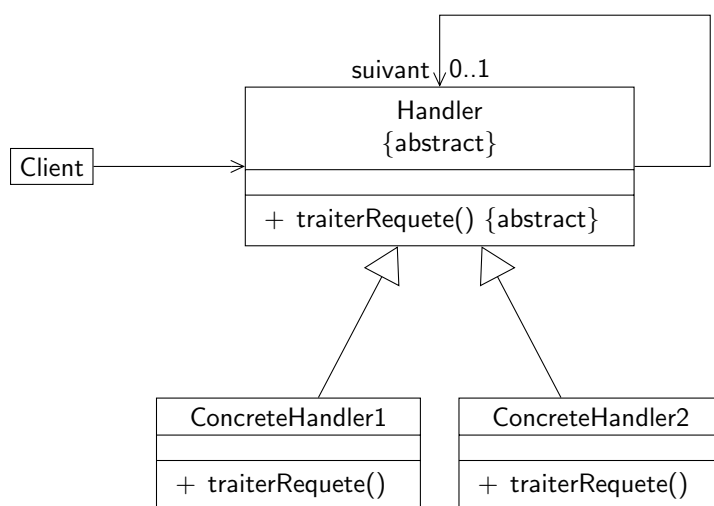 suivant 0..1
Handler
{abstract}
Client
+ traiterRequete() {abstract}
ConcreteHandler1
+ traiterRequete()
ConcreteHandler2
+ traiterRequete()